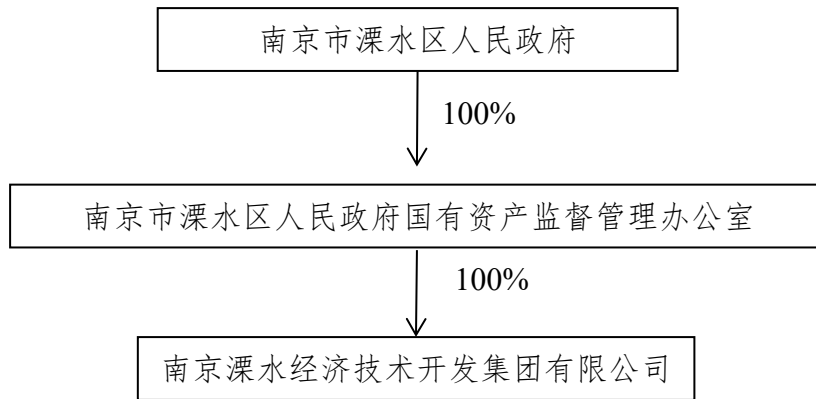 南京市溧水区人民政府
100%
南京市溧水区人民政府国有资产监督管理办公室
100%
南京溧水经济技术开发集团有限公司